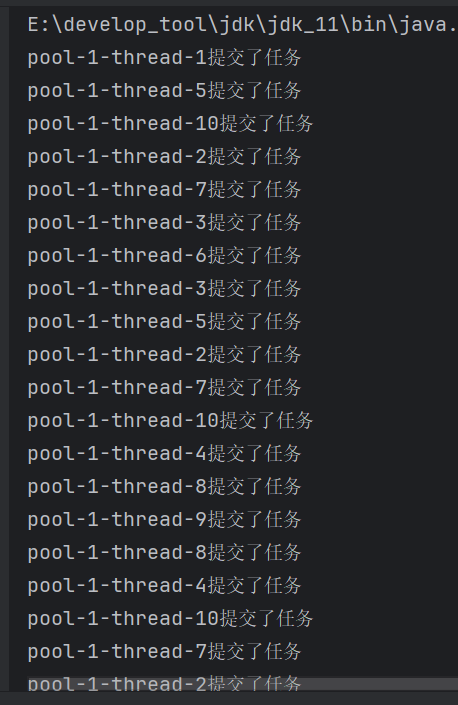 E:\develop_tool\jdk\jdk_11\bin\java.
pool-1-thread-1提交了任务
pool-1-thread-5提交了任务
pool-1-thread-10提交了任务
pool-1-thread-2提交了任务
pool-1-thread-7提交了任务
pool-1-thread-3提交了任务
pool-1-thread-6提交了任务
pool-1-thread-3提交了任务
pool-1-thread-5提交了任务
pool-1-thread-2提交了任务
pool-1-thread-7提交了任务
pool-1-thread-10提交了任务
pool-1-thread-4提交了任务
pool-1-thread-8提交了任务
pool-1-thread-9提交了任务
pool-1-thread-8提交了任务
pool-1-thread-4提交了任务
pool-1-thread-10提交了任务
pool-1-thread-7提交了任务
pool-1-thread-2提交了任务